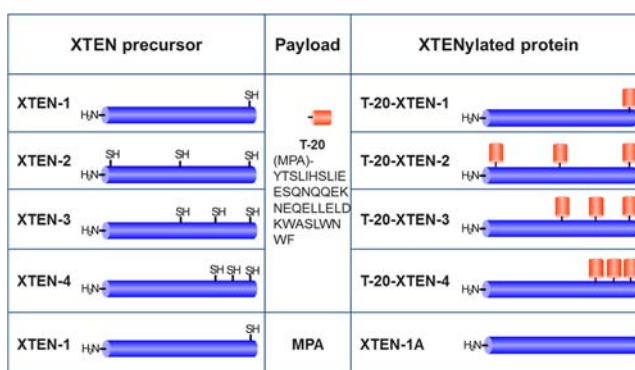 XTEN precursor
Payload
XTENylated protein
XTEN-1
SH
H₂N
T-20-XTEN-1
H₂N
T-20
(MPA)-
YTSLIHSLIE
ESQNQQEK
NEQELLELD
KWASLWN
WF
XTEN-2
SH
SH
SH
H₂N
T-20-XTEN-2
H₂N
XTEN-3
SH
SH
SH
H₂N
T-20-XTEN-3
H₂N
XTEN-4
SH
SH
SH
H₂N
T-20-XTEN-4
H₂N
XTEN-1
SH
H₂N
MPA
XTEN-1A
H₂N